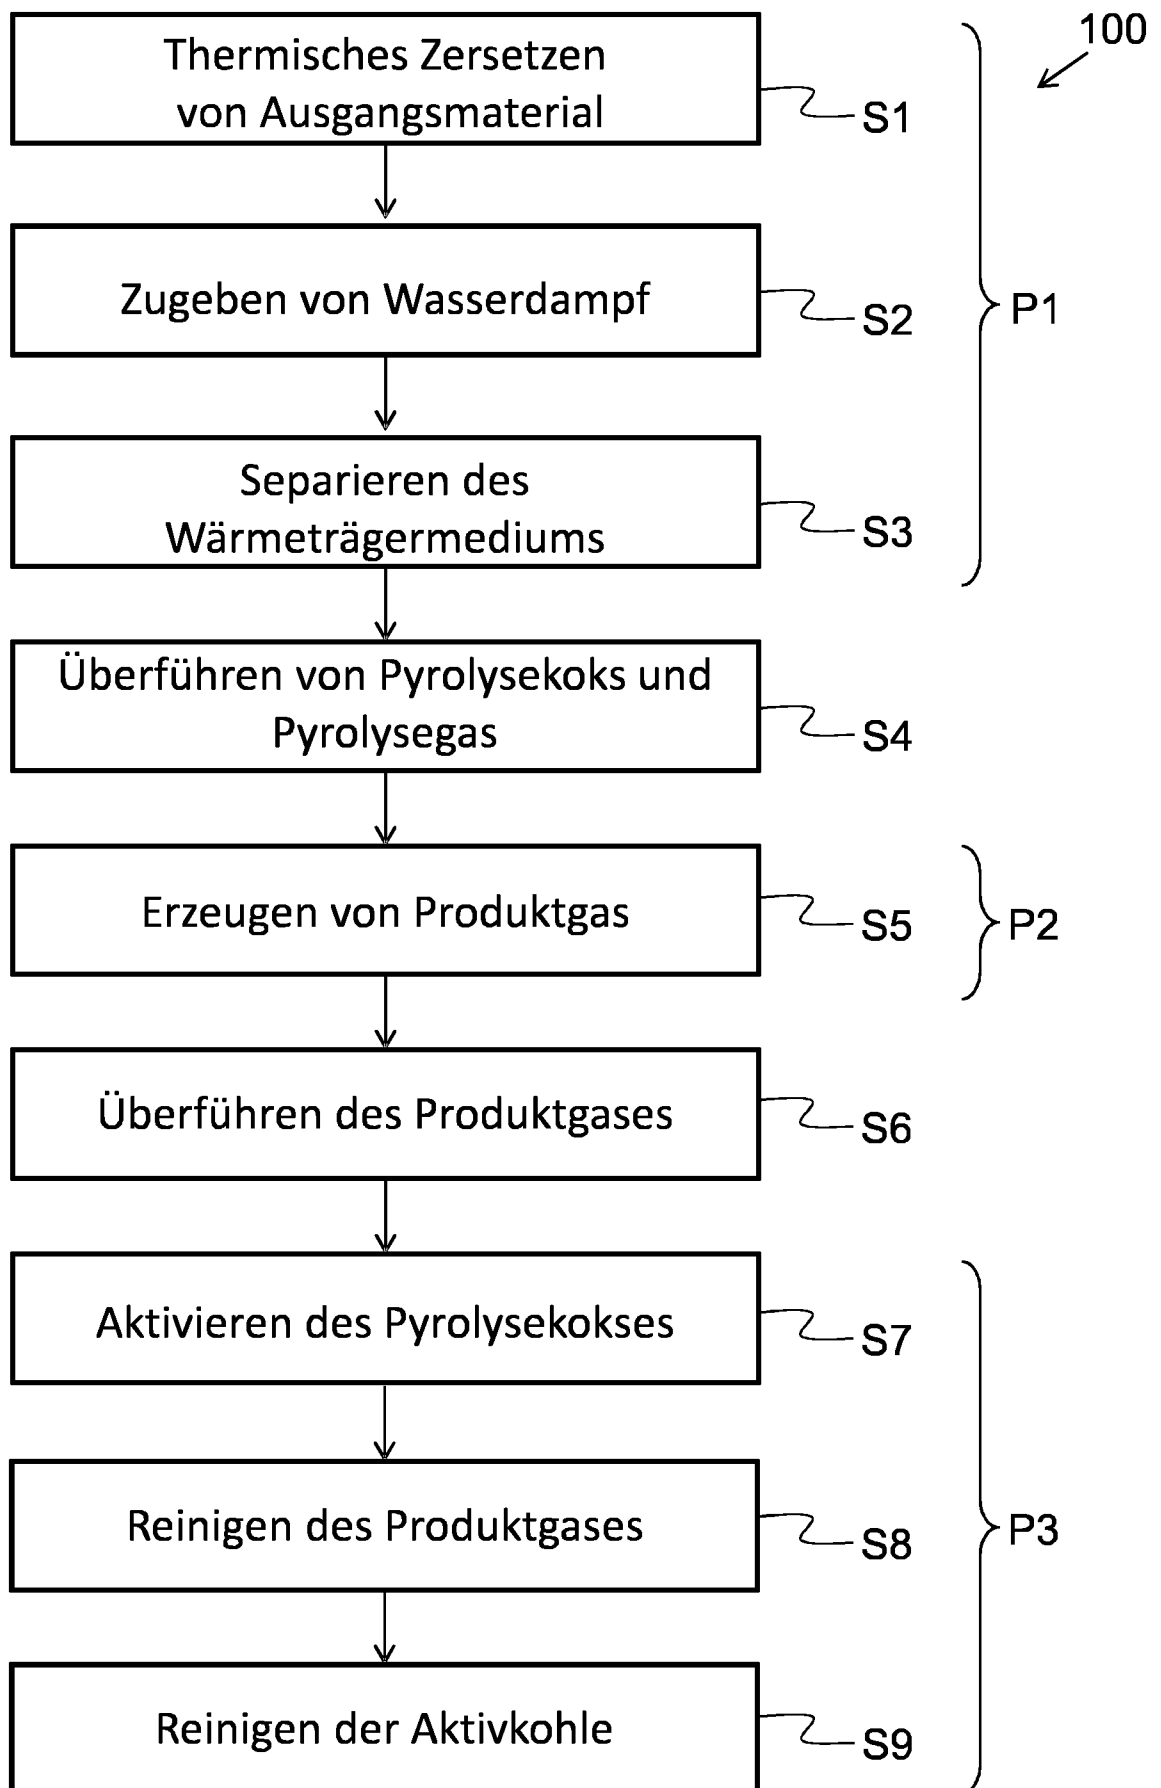 100
Thermisches Zersetzen
von Ausgangsmaterial
S1
Zugeben von Wasserdampf
S2
P1
Separieren des
Wärmeträgermediums
S3
Überführen von Pyrolysekoks und
Pyrolysegas
S4
Erzeugen von Produktgas
S5
P2
Überführen des Produktgases
S6
Aktivieren des Pyrolysekokses
S7
Reinigen des Produktgases
S8
P3
Reinigen der Aktivkohle
S9